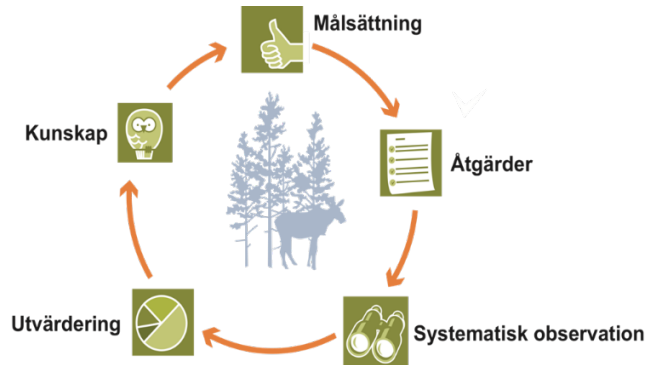 Målsättning
Åtgärder
Systematisk observation
Utvärdering
Kunskap